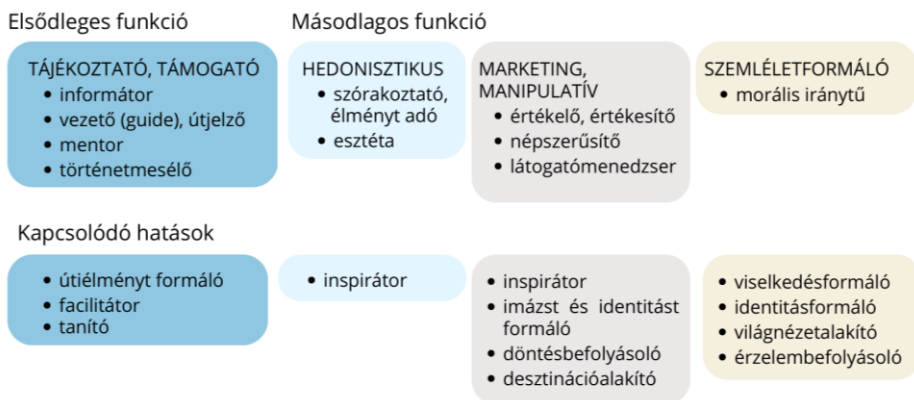 Elsődleges funkció
Másodlagos funkció
TÁJÉKOZTATÓ, TÁMOGATÓ
• informátor
• vezető (guide), útjelző
• mentor
• történetmesélő
HEDONISZTIKUS
• szórakoztató,
élményt adó
• esztéta
MARKETING,
MANIPULATÍV
• értékelő, értékesítő
• népszerűsítő
• látogatómenedzser
SZEMLÉLETFORMÁLÓ
• morális iránytű
Kapcsolódó hatások
• útiélményt formáló
• facilitátor
• tanító
• inspirátor
• inspirátor
• imázst és identitást
formáló
• döntésbefolyásoló
• desztinációalakító
• viselkedésformáló
• identitásformáló
• világnézetalakító
• érzelembefolyásoló